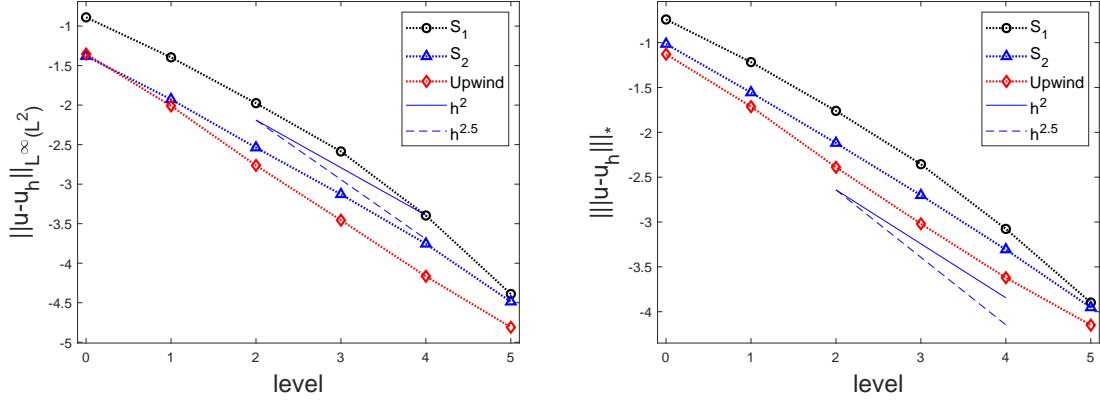 ||u-u_h||_{L^∞(L^2)}
-1
-1.5
-2
-2.5
-3
-3.5
-4
-4.5
-5
0 1 2 3 4 5
level
S_1
S_2
Upwind
h^2
h^{2.5}
|||u-u_h|||_*
-1
-1.5
-2
-2.5
-3
-3.5
-4
0 1 2 3 4 5
level
S_1
S_2
Upwind
h^2
h^{2.5}